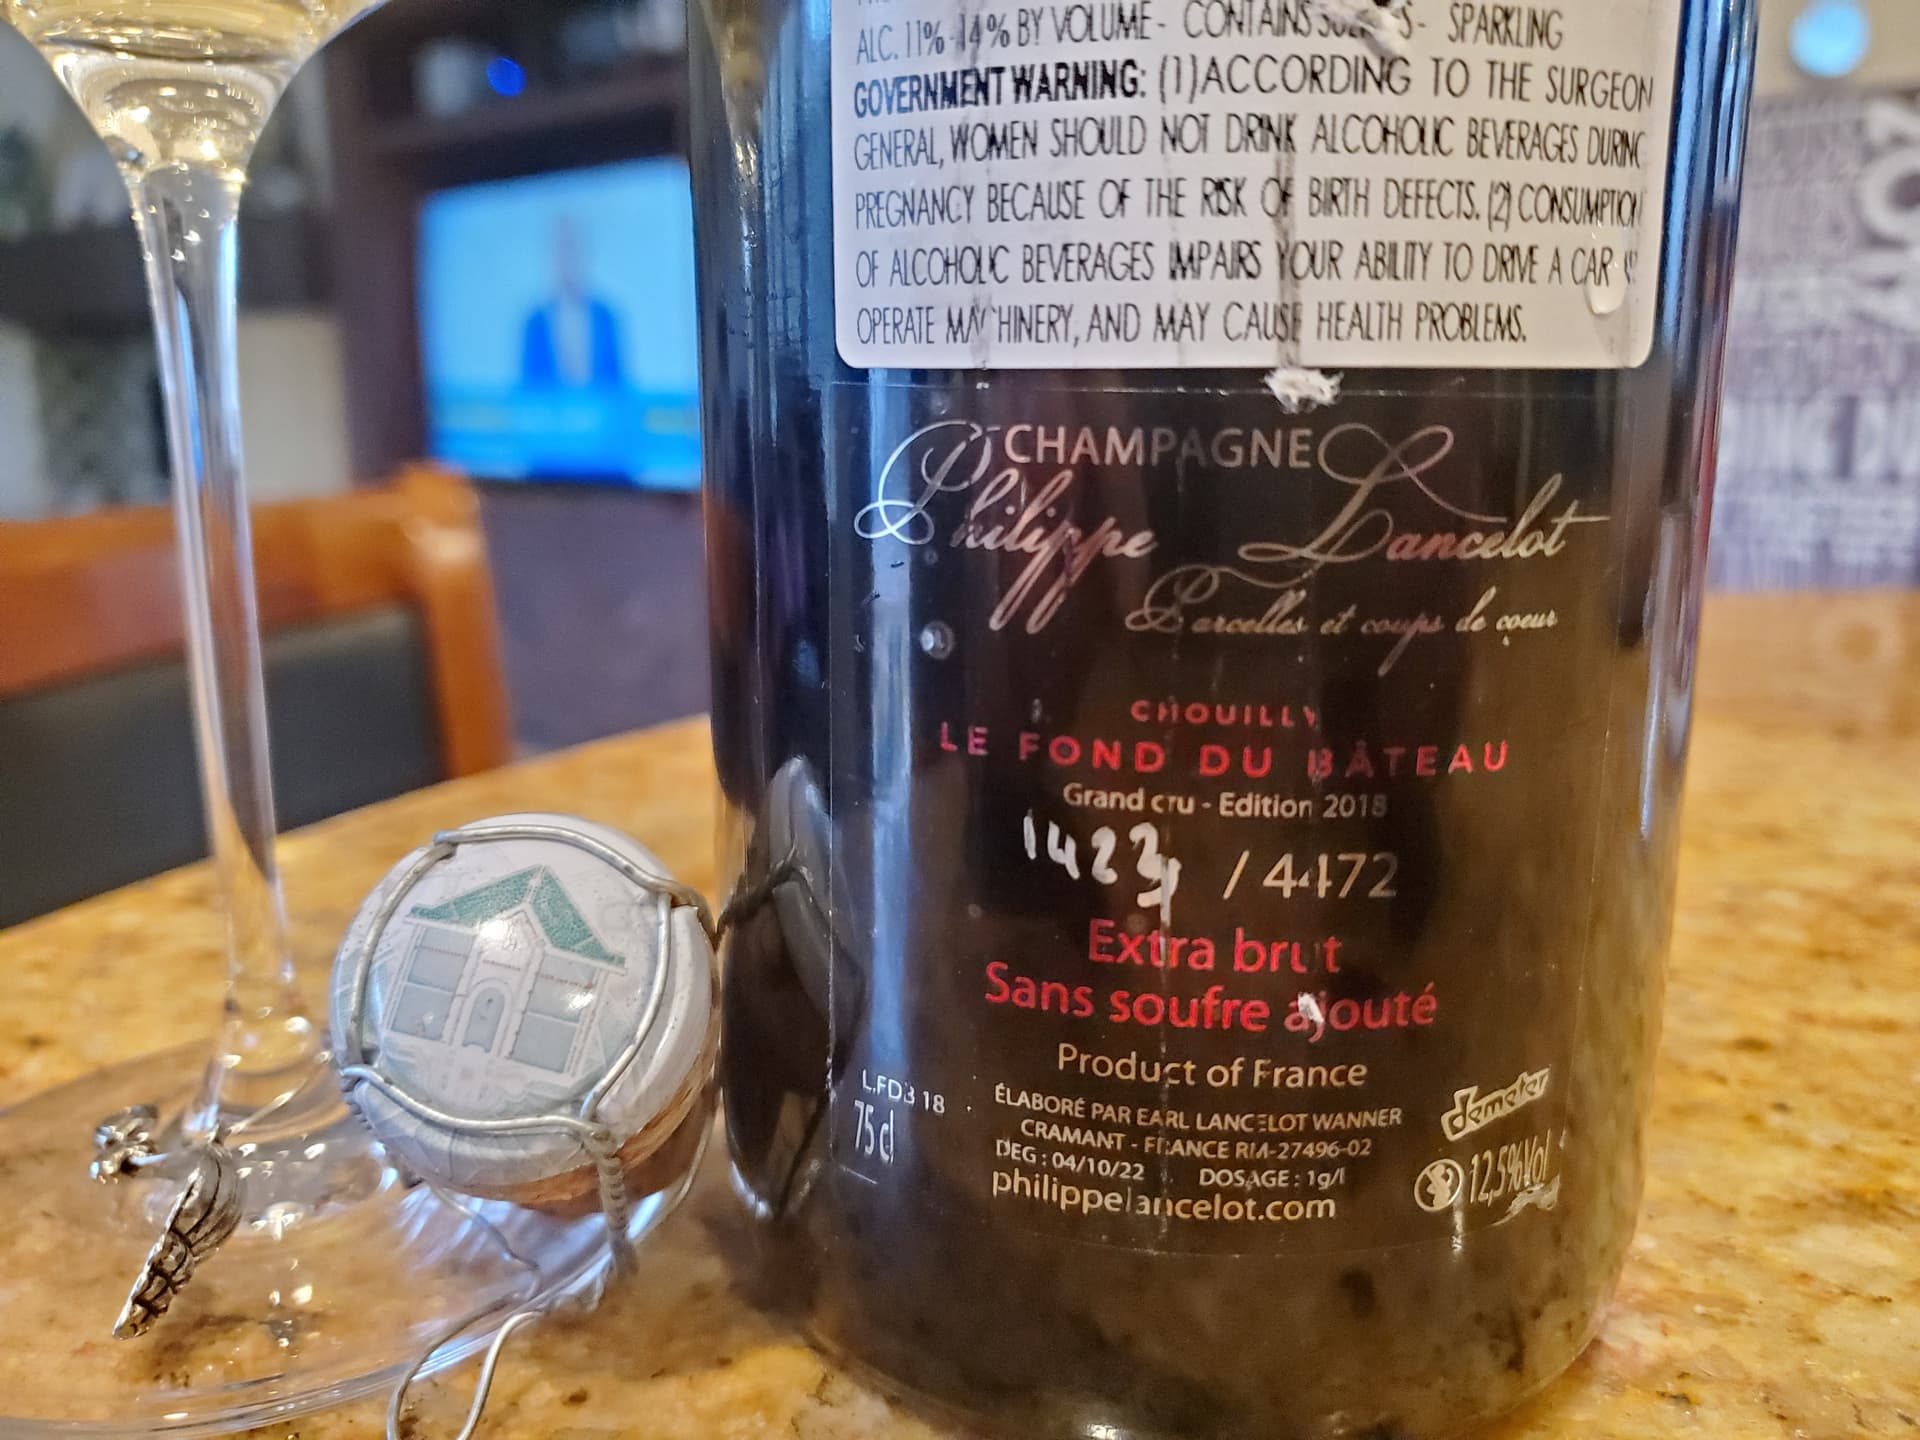 ALC. 11%-14% BY VOLUME - CONTAINS - SPARKLING
GOVERNMENT WARNING: (1)ACCORDING TO THE SURGEON
GENERAL, WOMEN SHOULD NOT DRINK ALCOHOLIC BEVERAGES DURING
PREGNANCY BECAUSE OF THE RISK OF BIRTH DEFECTS. (2) CONSUMPTION
OF ALCOHOLIC BEVERAGES IMPAIRS YOUR ABILITY TO DRIVE A CAR
OPERATE MACHINERY, AND MAY CAUSE HEALTH PROBLEMS.
CHAMPAGNE
Philippe Lancelot
Parcelles et coups de coeur
CHOUILLY
LE FOND DU BÂTEAU
Grand cru - Edition 2018
1423 / 4472
Extra brut
Sans soufre ajouté
Product of France
L.FDB 18
75cl
ÉLABORÉ PAR EARL LANCELOT WANNER
CRAMANT - FRANCE RM-27496-02
DEG : 04/10/22 DOSAGE : 1g/l
philippelancelot.com
demeter
12,5%Vol